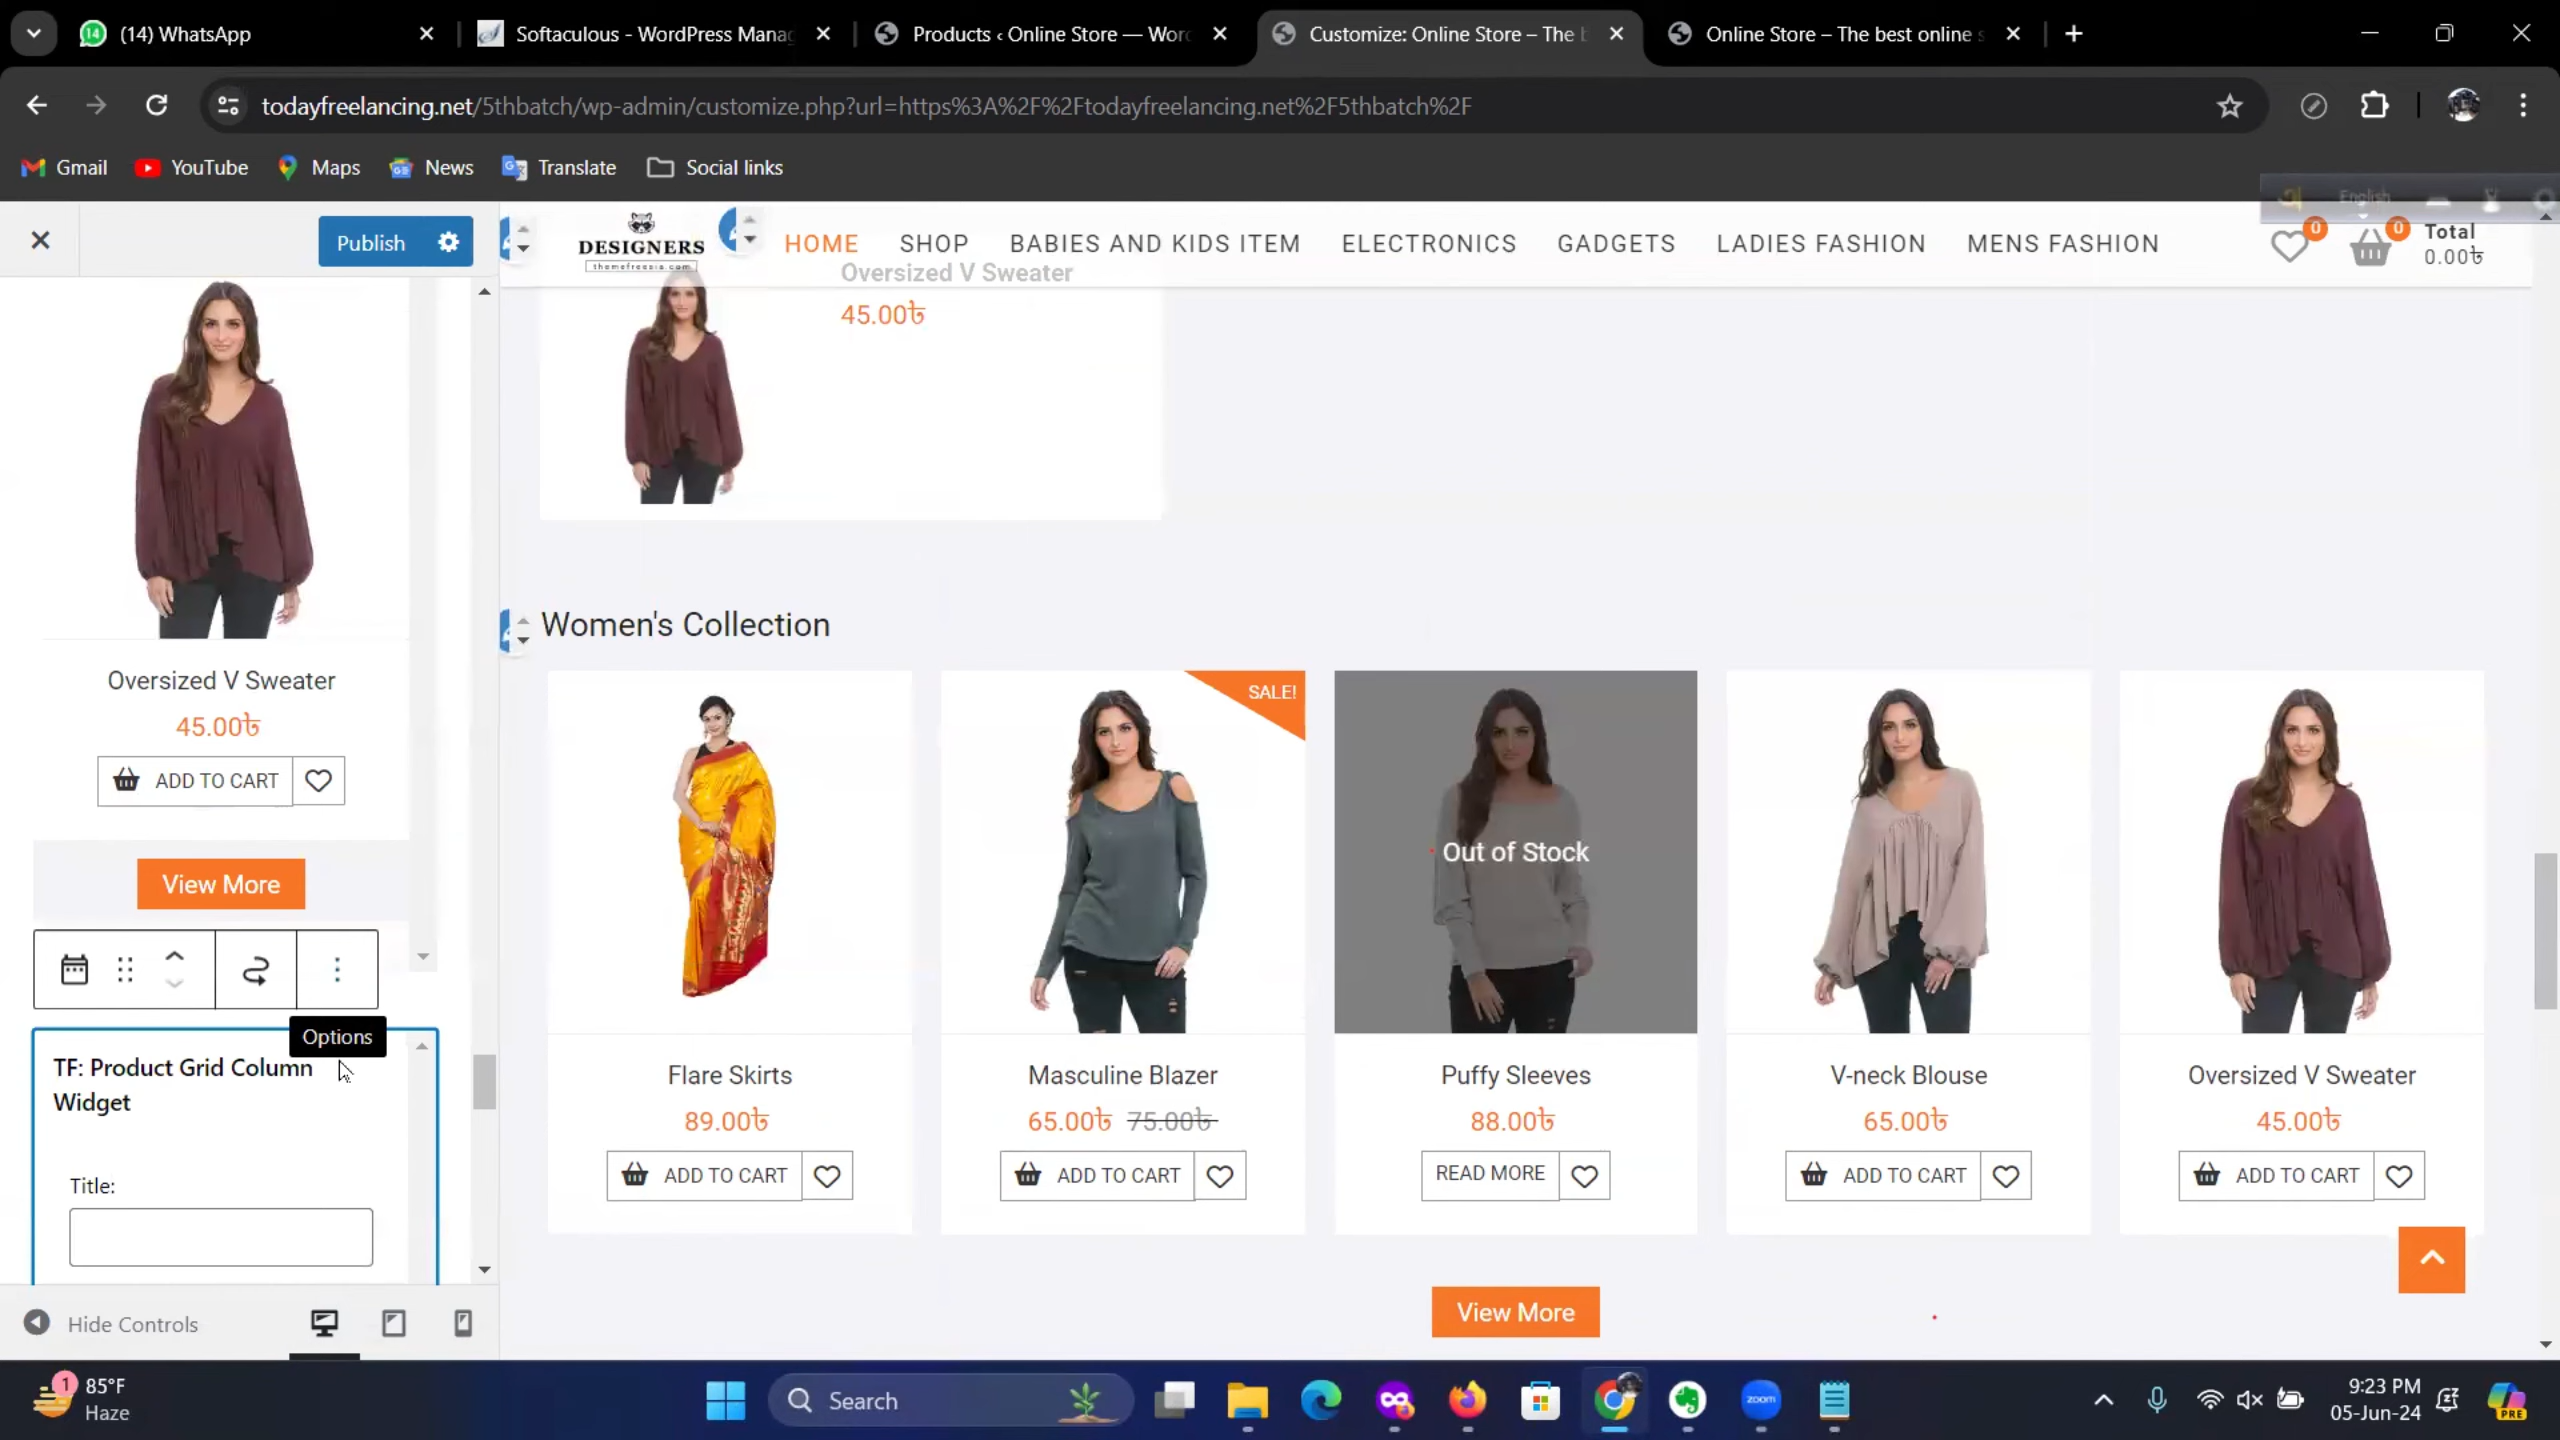 (14) WhatsApp
Softaculous - WordPress Manag
Products ‹ Online Store — Worc
Customize: Online Store – The b
Online Store – The best online s
todayfreelancing.net/5thbatch/wp-admin/customize.php?url=https%3A%2F%2Ftodayfreelancing.net%2F5thbatch%2F
Gmail
YouTube
Maps
News
Translate
Social links
English
Publish
DESIGNERS
themefreesia.com
HOME
SHOP
BABIES AND KIDS ITEM
ELECTRONICS
GADGETS
LADIES FASHION
MENS FASHION
0
0
Total
0.00৳
Oversized V Sweater
45.00৳
Oversized V Sweater
45.00৳
ADD TO CART
View More
Options
TF: Product Grid Column
Widget
Title:
Hide Controls
Women's Collection
SALE!
Out of Stock
Flare Skirts
Masculine Blazer
Puffy Sleeves
V-neck Blouse
Oversized V Sweater
89.00৳
65.00৳ 75.00৳
88.00৳
65.00৳
45.00৳
ADD TO CART
ADD TO CART
READ MORE
ADD TO CART
ADD TO CART
View More
1
85°F
Haze
Search
zoom
PRE
9:23 PM
05-Jun-24